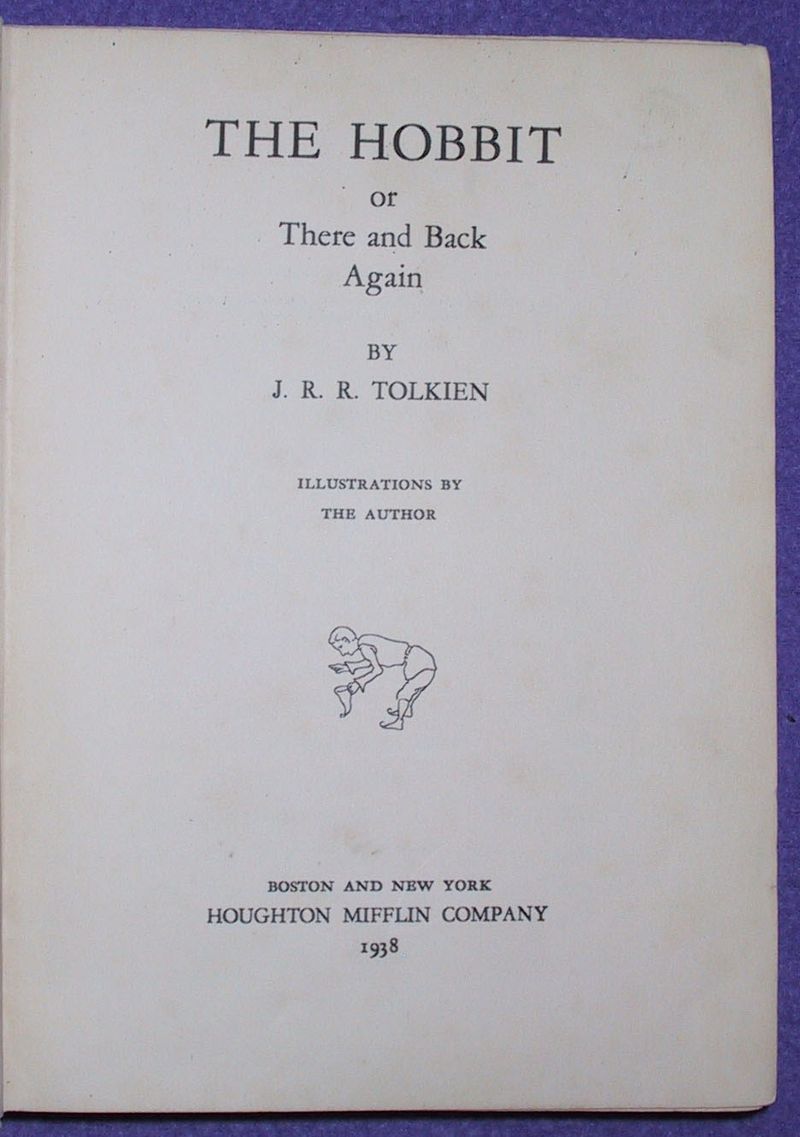 THE HOBBIT
or
There and Back
Again
BY
J. R. R. TOLKIEN
ILLUSTRATIONS BY
THE AUTHOR
BOSTON AND NEW YORK
HOUGHTON MIFFLIN COMPANY
1938